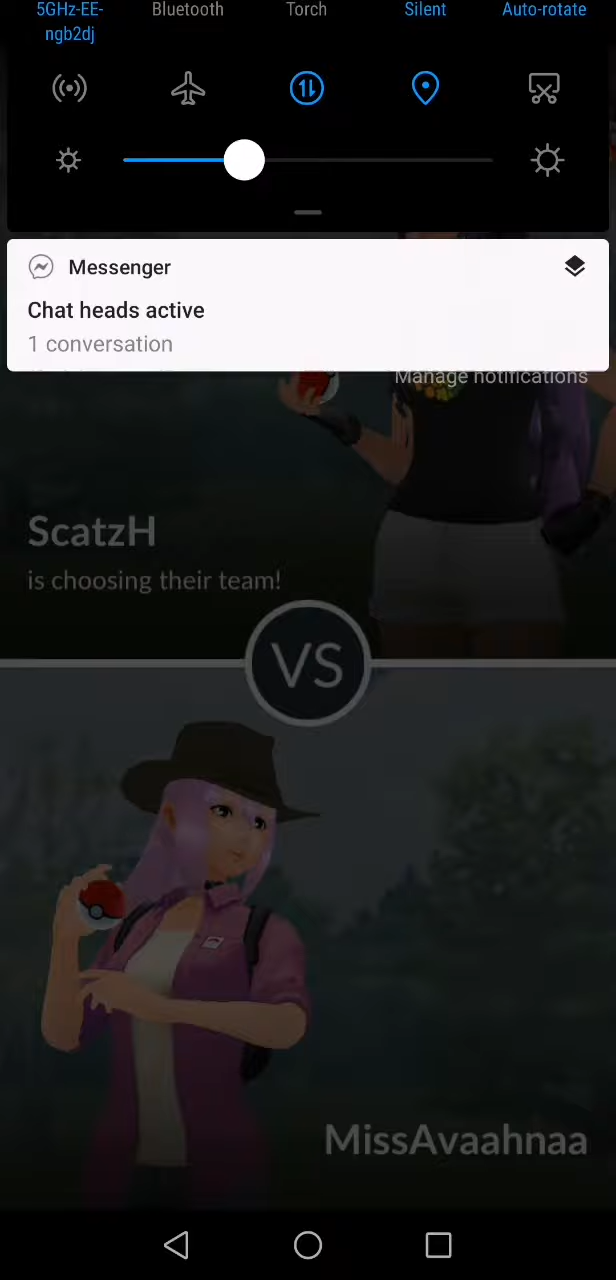 5GHz-EE-
ngb2dj
Bluetooth
Torch
Silent
Auto-rotate
Messenger
Chat heads active
1 conversation
Manage notifications
ScatzH
is choosing their team!
VS
MissAvaahnaa